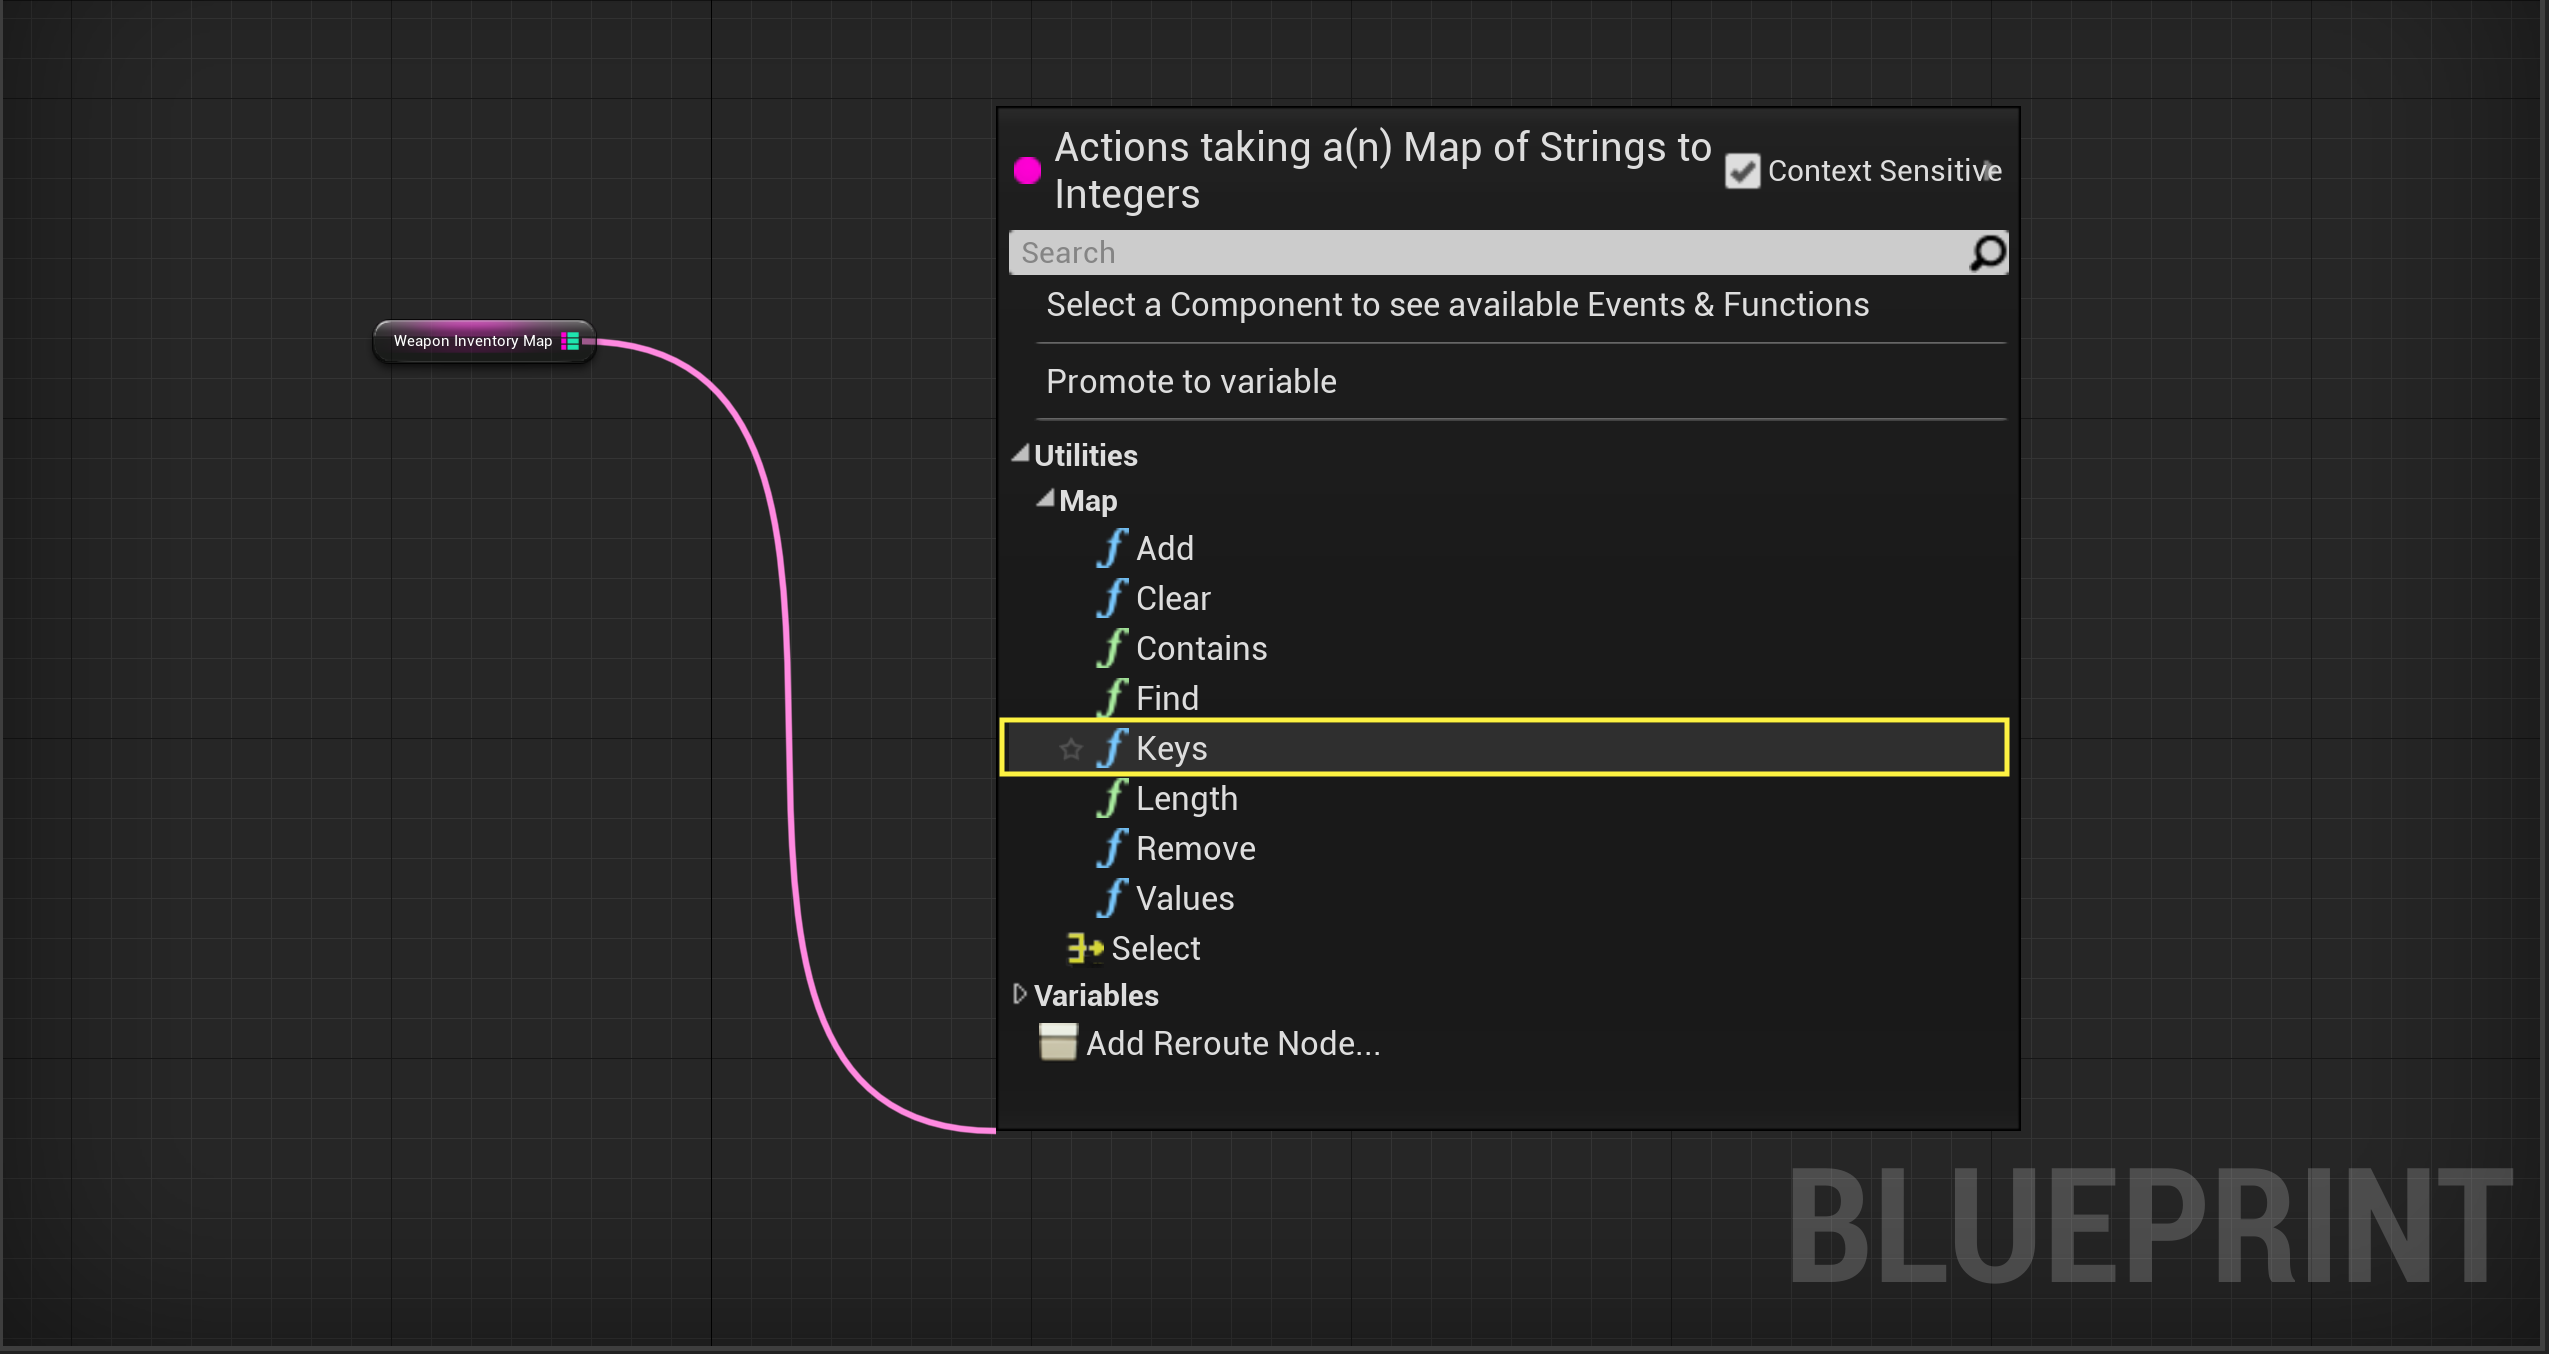 Actions taking a(n) Map of Strings to
Integers
Context Sensitive
Search
Select a Component to see available Events & Functions
Weapon Inventory Map
Promote to variable
Utilities
Map
Add
Clear
Contains
Find
Keys
Length
Remove
Values
Select
Variables
Add Reroute Node...
BLUEPRINT